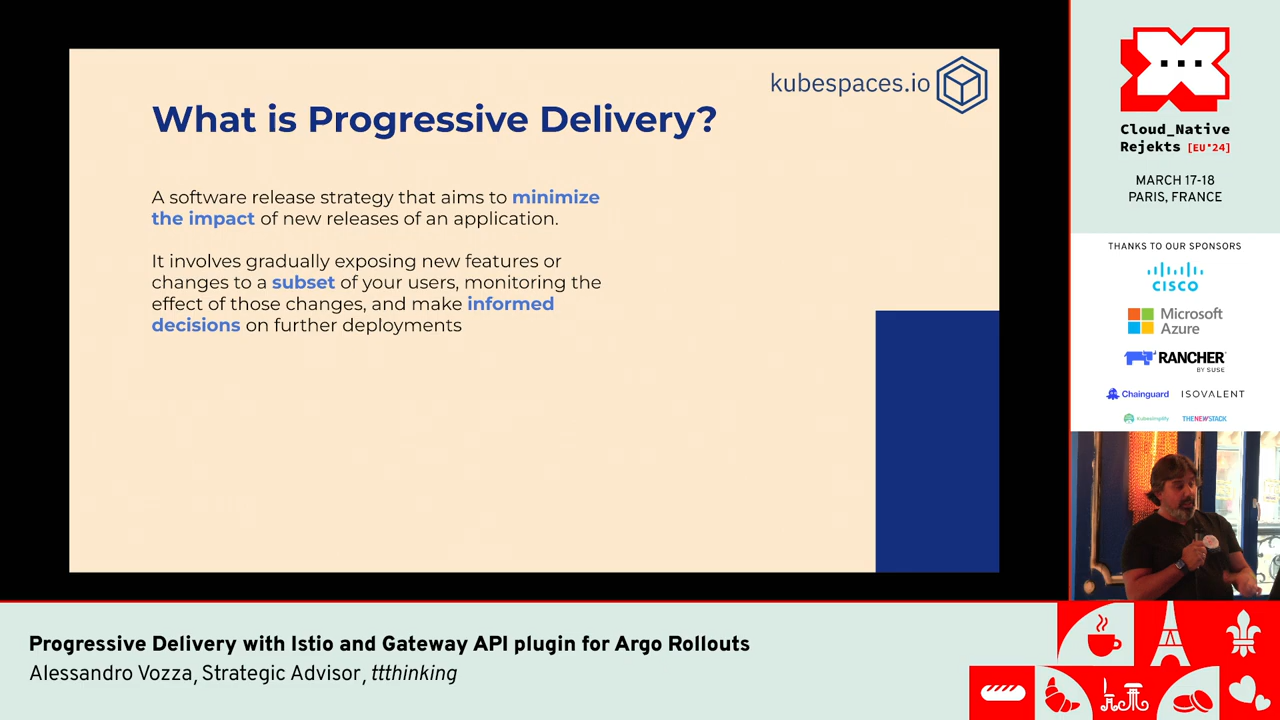 kubespaces.io
What is Progressive Delivery?
A software release strategy that aims to minimize
the impact of new releases of an application.
It involves gradually exposing new features or
changes to a subset of your users, monitoring the
effect of those changes, and make informed
decisions on further deployments
Cloud_Native
Rejekts [EU*24]
MARCH 17-18
PARIS, FRANCE
THANKS TO OUR SPONSORS
CISCO
Microsoft
Azure
RANCHER
BY SUSE
Chainguard ISOVALENT
Kubesimplify THENEWSTACK
Progressive Delivery with Istio and Gateway API plugin for Argo Rollouts
Alessandro Vozza, Strategic Advisor, ttthinking